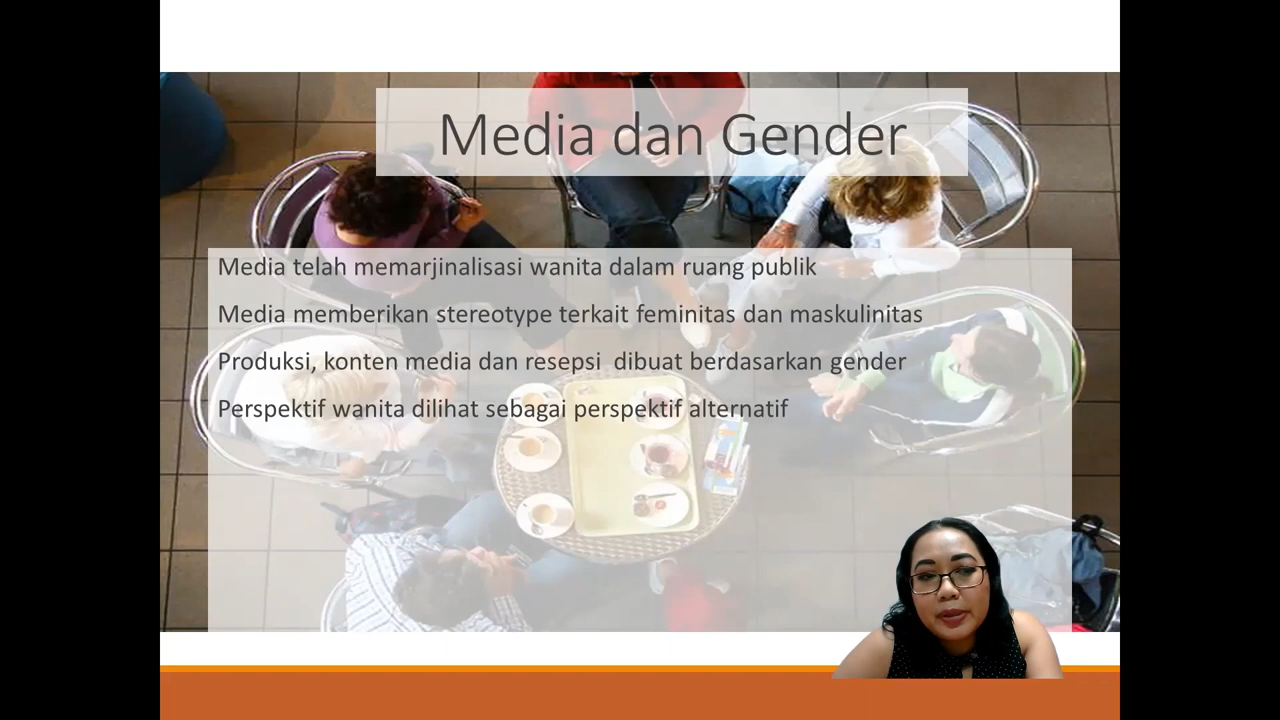 Media dan Gender
Media telah memarjinalisasi wanita dalam ruang publik
Media memberikan stereotype terkait feminitas dan maskulinitas
Produksi, konten media dan resepsi  dibuat berdasarkan gender
Perspektif wanita dilihat sebagai perspektif alternatif